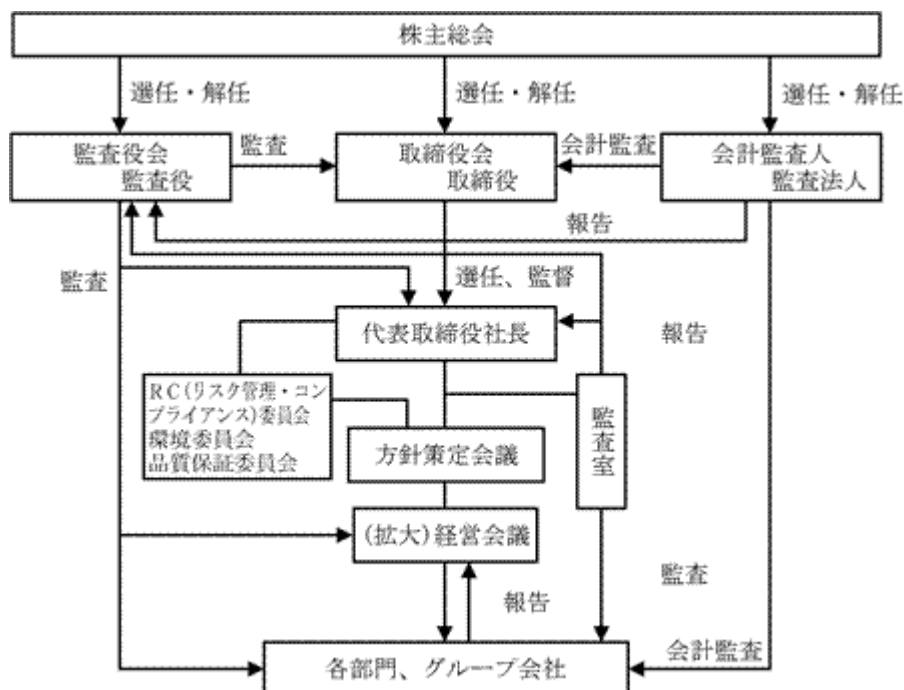 株主総会
選任・解任
選任・解任
選任・解任
監査役会
監査役
監査
取締役会
取締役
会計監査
会計監査人
監査法人
報告
監査
選任、監督
代表取締役社長
報告
RC(リスク管理・コン
プライアンス)委員会
環境委員会
品質保証委員会
監査室
方針策定会議
(拡大)経営会議
監査
報告
会計監査
各部門、グループ会社